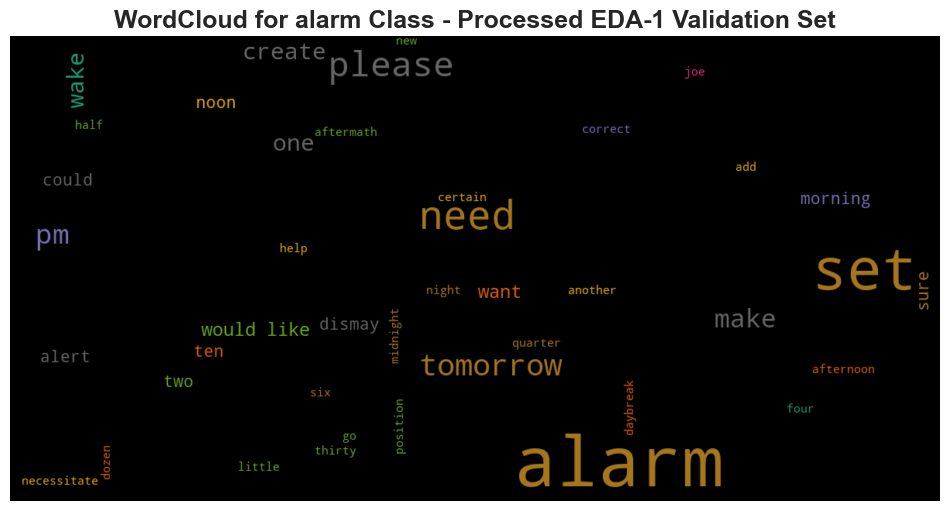 WordCloud for alarm Class - Processed EDA-1 Validation Set
new
create
please
joe
wake
noon
half
aftermath
correct
one
add
could
certain
morning
need
pm
help
set
sure
night
want
another
make
would like
dismay
midnight
quarter
alert
ten
tomorrow
afternoon
two
six
daybreak
four
position
go
thirty
alarm
little
dozen
necessitate